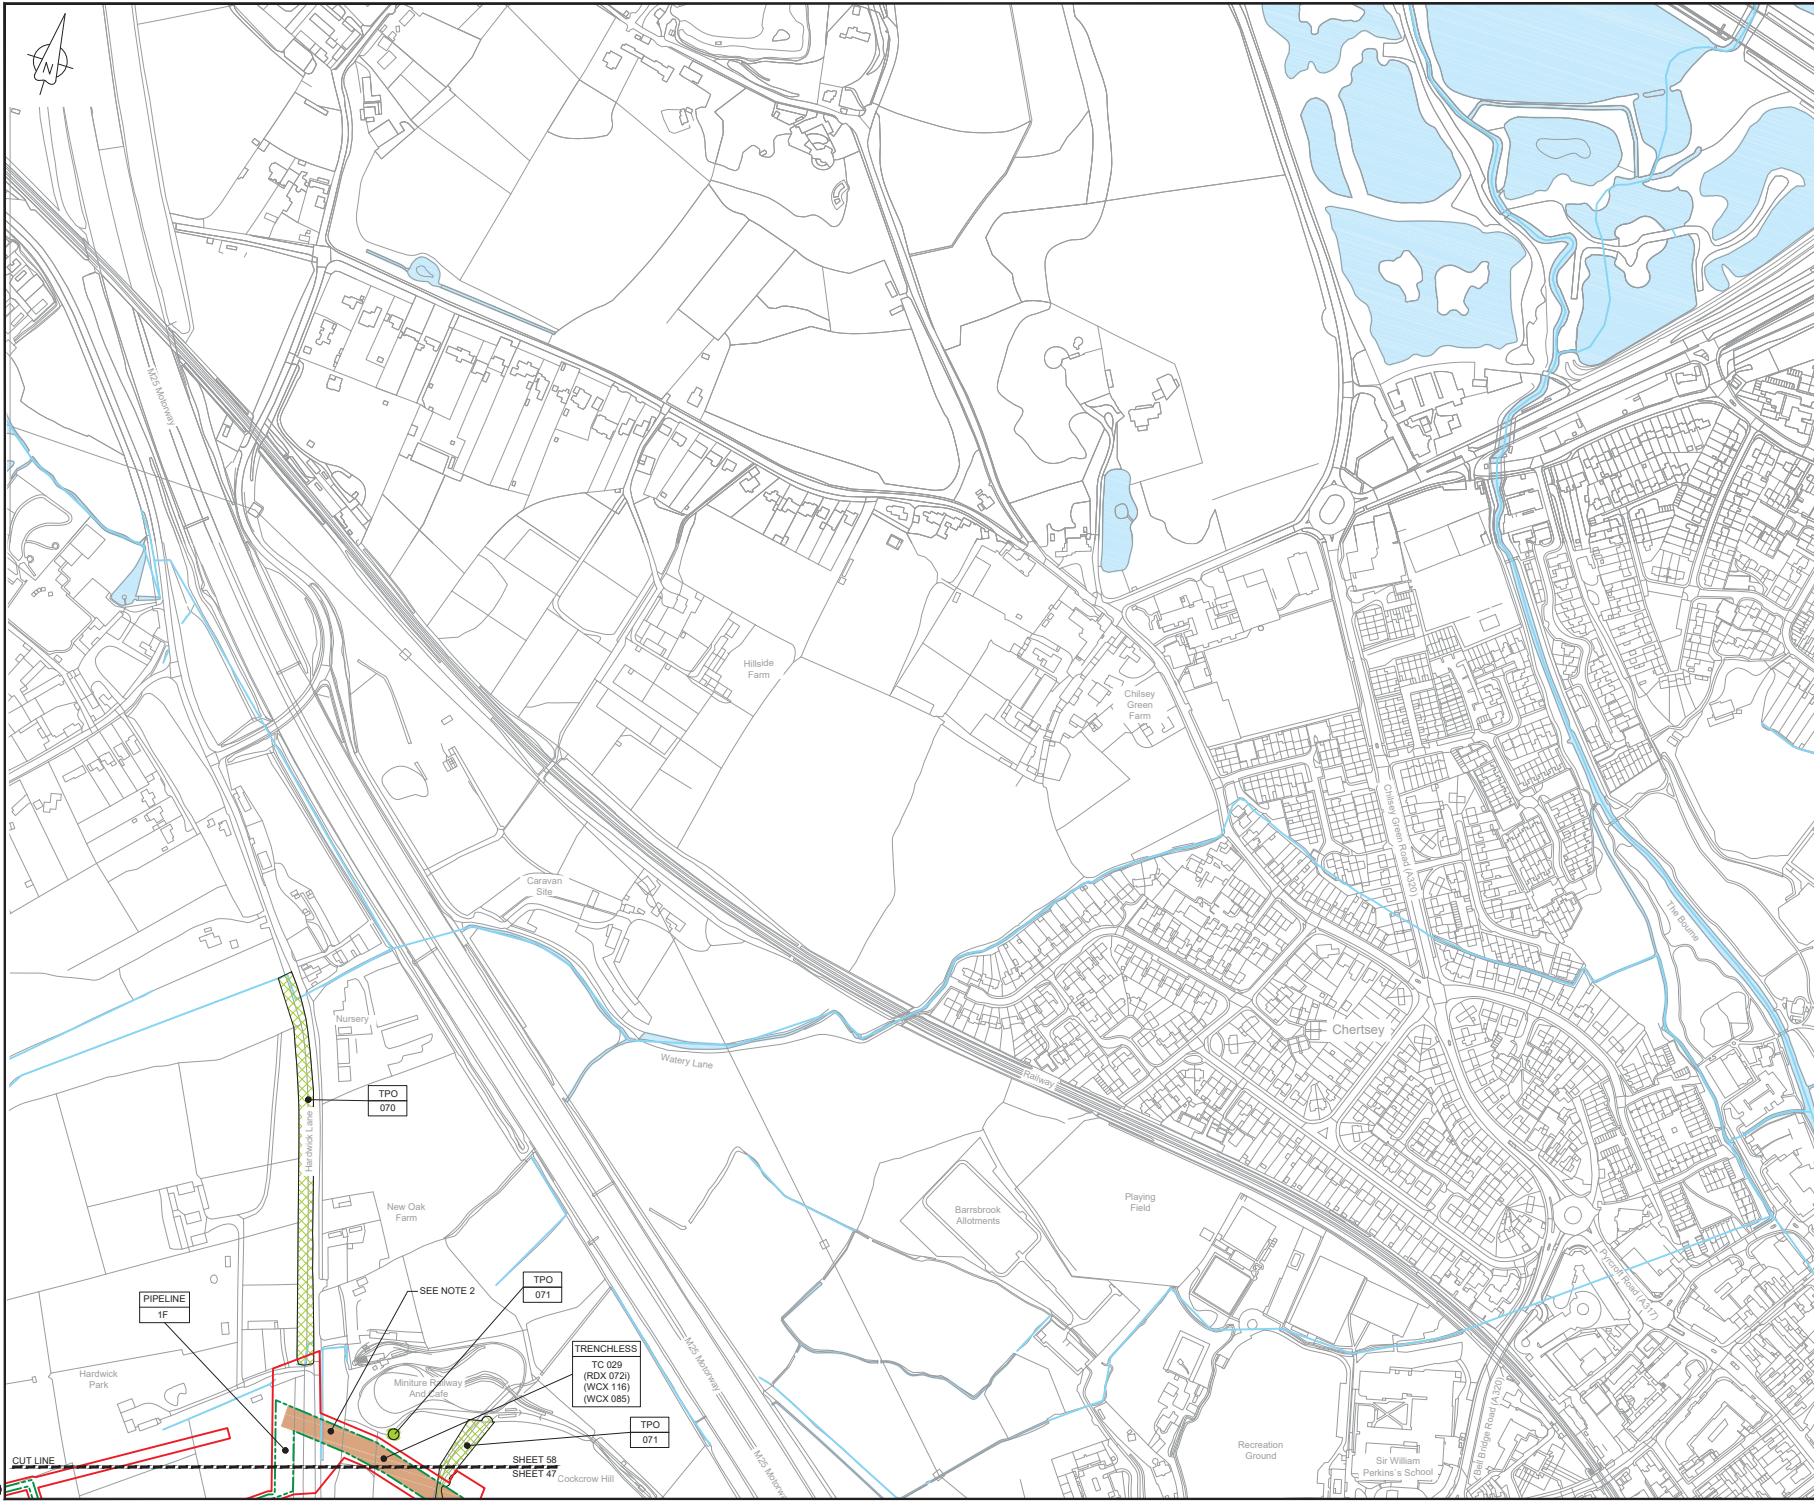 N
M25 Motorway
Hillside
Farm
Chilsey
Green
Farm
Chilsey Green Road (A320)
Caravan
Site
The Bourne
Nursery
Chertsey
Watery Lane
Railway
TPO
070
Hardwick Lane
New Oak
Farm
Barrsbrook
Allotments
Playing
Field
Pyrcroft Road (A317)
PIPELINE
1F
SEE NOTE 2
TPO
071
TRENCHLESS
TC 029
(RDX 072i)
(WCX 116)
(WCX 085)
M25 Motorway
Hardwick
Park
Miniture Railway
And Cafe
TPO
071
Bell Bridge Road (A320)
Recreation
Ground
Sir William
Perkins's School
CUT LINE
SHEET 58
SHEET 47
Cockcrow Hill
M25 Motorway